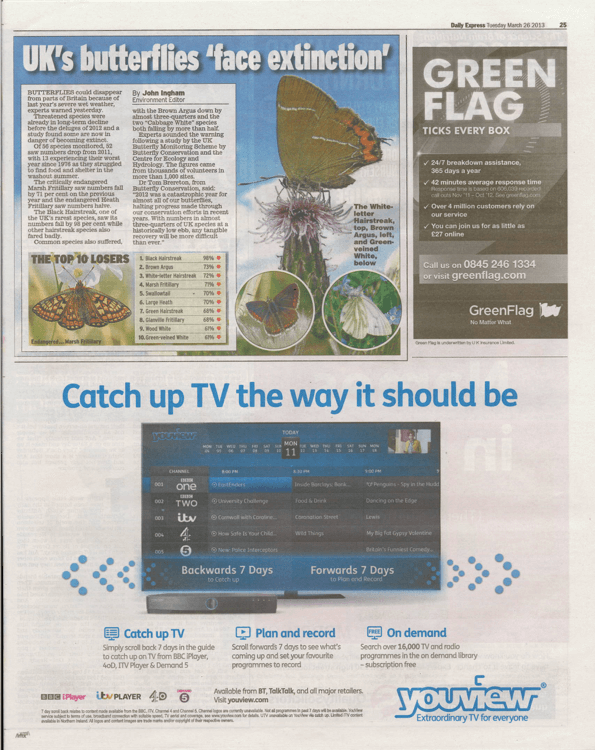 Daily Express Tuesday March 26 2013 25
UK's butterflies 'face extinction'
BUTTERFLIES could disappear
from parts of Britain because of
last year's severe wet weather,
experts warned yesterday.
Threatened species were
already in long-term decline
before the deluges of 2012 and a
study found some are now in
danger of becoming extinct.
Of 56 species monitored, 52
saw numbers drop from 2011,
with 13 experiencing their worst
year since 1976 as they struggled
to find food and shelter in the
washout summer.
The critically endangered
Marsh Fritillary saw numbers fall
by 71 per cent on the previous
year and the endangered Heath
Fritillary saw numbers halve.
The Black Hairstreak, one of
the UK's rarest species, saw its
numbers fall by 98 per cent while
other hairstreak species also
fared badly.
Common species also suffered,
By John Ingham
Environment Editor
with the Brown Argus down by
almost three-quarters and the
two "Cabbage White" species
both falling by more than half.
Experts sounded the warning
following a study by the UK
Butterfly Monitoring Scheme by
Butterfly Conservation and the
Centre for Ecology and
Hydrology. The figures come
from thousands of volunteers in
more than 1,000 sites.
Dr Tom Brereton, from
Butterfly Conservation, said:
"2012 was a catastrophic year for
almost all of our butterflies,
halting progress made through
our conservation efforts in recent
years. With numbers in almost
three-quarters of UK species at a
historically low ebb, any tangible
recovery will be more difficult
than ever."
The White-
letter
Hairstreak,
top, Brown
Argus, left,
and Green-
veined
White,
below
THE TOP 10 LOSERS
Endangered... Marsh Fritillary
1. Black Hairstreak 98%
2. Brown Argus 73%
3. White-letter Hairstreak 72%
4. Marsh Fritillary 71%
5. Swallowtail 70%
6. Large Heath 70%
7. Green Hairstreak 68%
8. Glanville Fritillary 68%
9. Wood White 61%
10. Green-veined White 61%
GREEN
FLAG
TICKS EVERY BOX
✓ 24/7 breakdown assistance,
365 days a year
✓ 42 minutes average response time
✓ Over 4 million customers rely on
our service
✓ You can join us for as little as
£27 online
Call us on 0845 246 1334
or visit greenflag.com
GreenFlag
No Matter What
Green Flag is underwritten by U K Insurance Limited.
Catch up TV the way it should be
youview
TODAY
MON
11
CHANNEL 8:00 PM
001 BBC one EastEnders
002 BBC TWO University Challenge Food & Drink Dancing on the Edge
003 itv Coronation Street Lewis
004 4 How Safe Is Your Child... Wild Things My Big Fat Gypsy Valentine
005 5 New: Police Interceptors Britain's Funniest Comedy...
Backwards 7 Days
to Catch up
Forwards 7 Days
to Plan and Record
Catch up TV
Simply scroll back 7 days in the guide
to catch up on TV from BBC iPlayer,
4oD, ITV Player & Demand 5
Plan and record
Scroll forwards 7 days to see what's
coming up and set your favourite
programmes to record
FREE On demand
Search over 16,000 TV and radio
programmes in the on demand library
– subscription free
BBC iPlayer itv PLAYER 4oD 5
Available from BT, TalkTalk, and all major retailers.
Visit youview.com
youview
Extraordinary TV for everyone